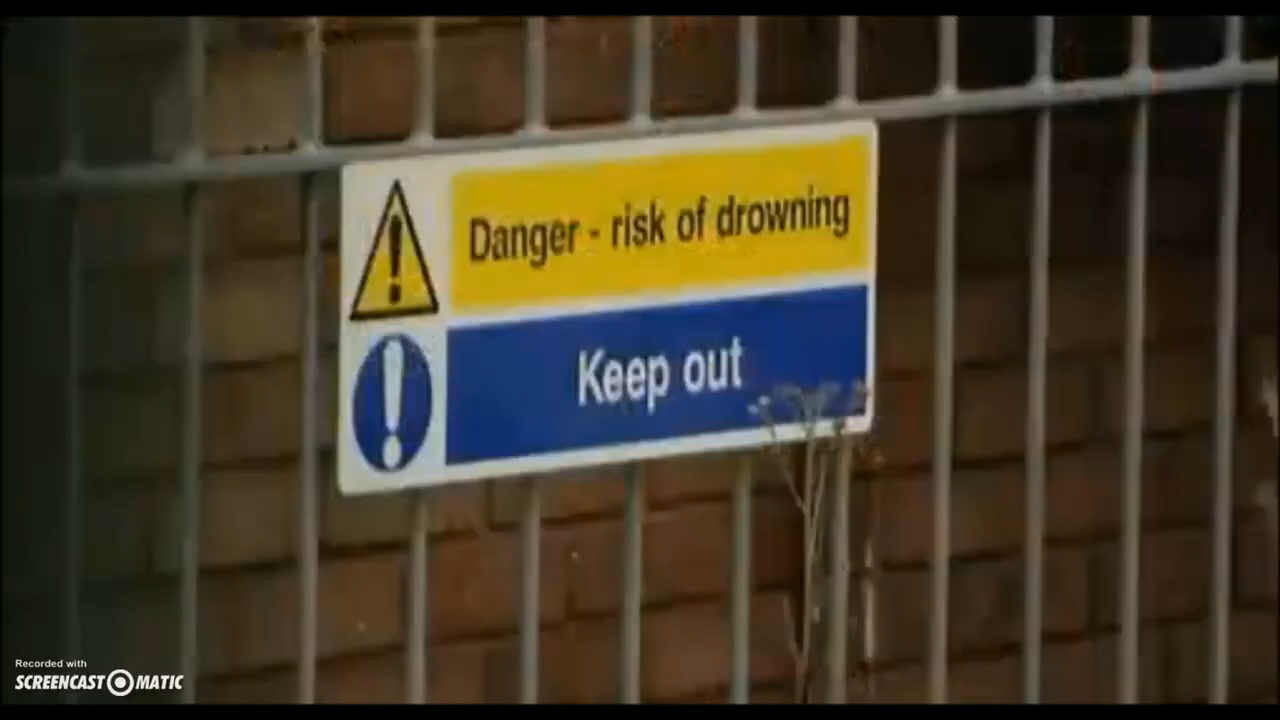 Danger - risk of drowning
Keep out
Recorded with
SCREENCAST MATIC